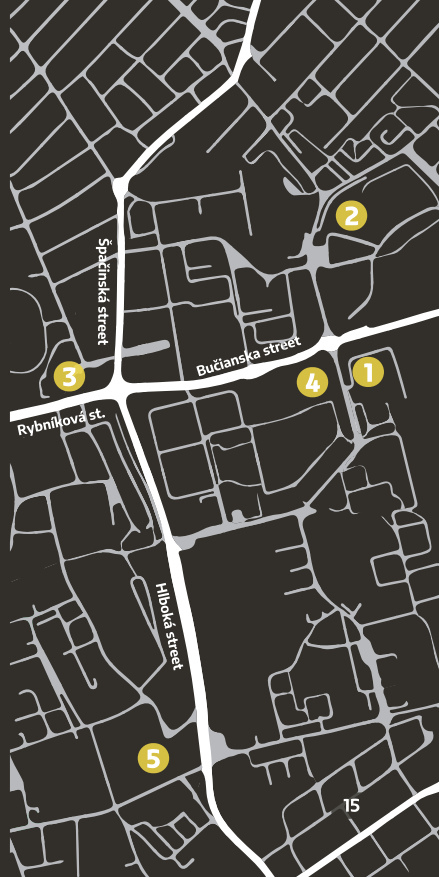 2
Špačinská street
Bučianska street
3
4
1
Rybníková st.
Hlboká street
5
15